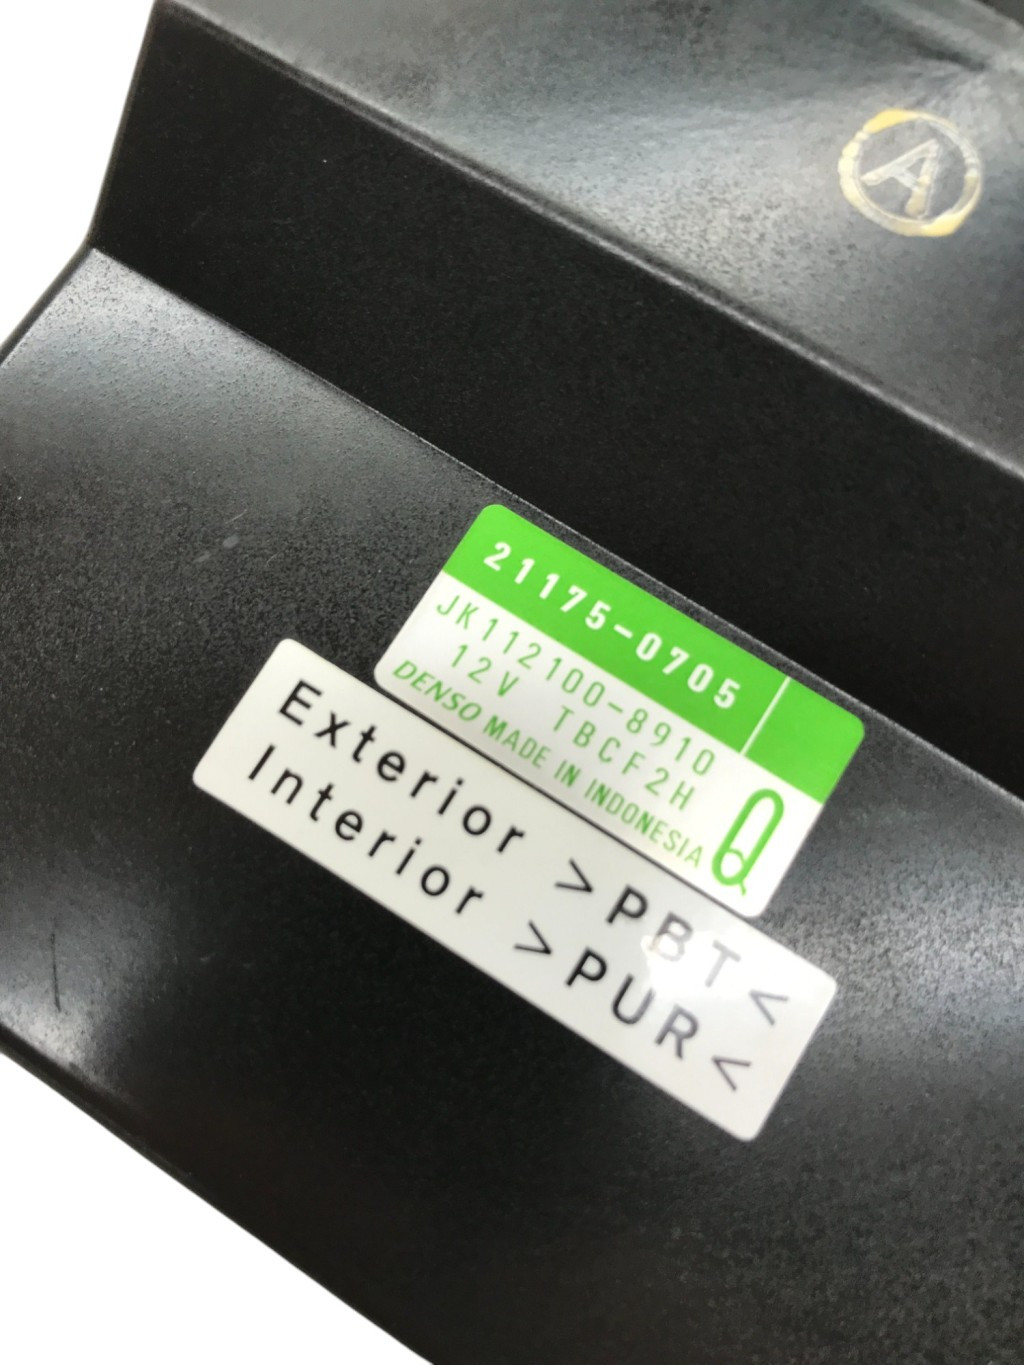 A
21175-0705
JK112100-8910
12V TBCF2H
DENSO MADE IN INDONESIA
Q
Exterior >PBT<
Interior >PUR<